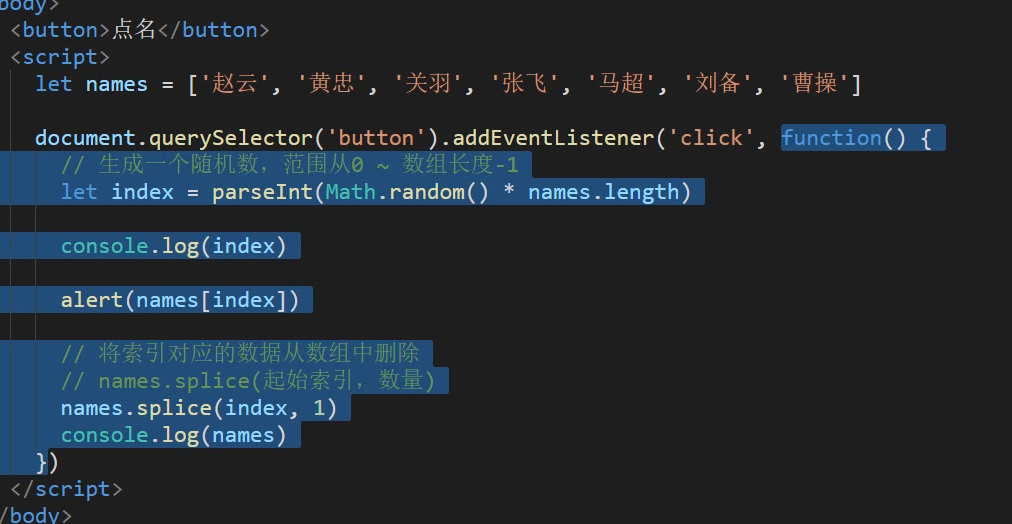 body>
<button>点名</button>
<script>
let names = ['赵云', '黄忠', '关羽', '张飞', '马超', '刘备', '曹操']
document.querySelector('button').addEventListener('click', function() {
// 生成一个随机数，范围从0 ~ 数组长度-1
let index = parseInt(Math.random() * names.length)
console.log(index)
alert(names[index])
// 将索引对应的数据从数组中删除
// names.splice(起始索引，数量)
names.splice(index, 1)
console.log(names)
})
</script>
/body>